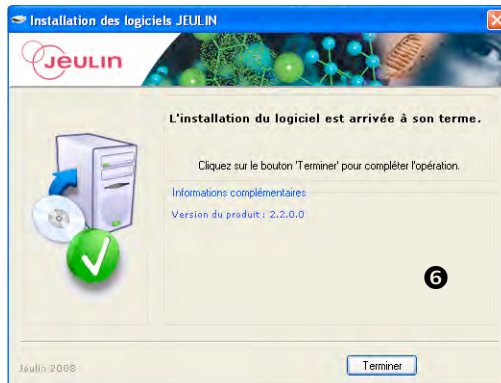 Installation des logiciels JEULIN
JEULIN
L'installation du logiciel est arrivée à son terme.
Cliquez sur le bouton 'Terminer' pour compléter l'opération.
Informations complémentaires
Version du produit : 2.2.0.0
❻
Jeulin 2008
Terminer